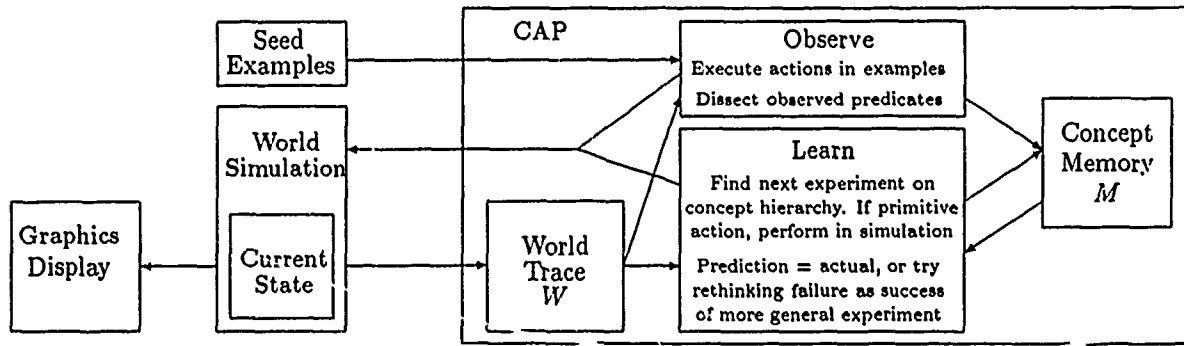 CAP
Seed
Examples
Observe
Execute actions in examples
Dissect observed predicates
World
Simulation
Current
State
Graphics
Display
World
Trace
W
Learn
Find next experiment on
concept hierarchy. If primitive
action, perform in simulation
Prediction = actual, or try
rethinking failure as success
of more general experiment
Concept
Memory
M